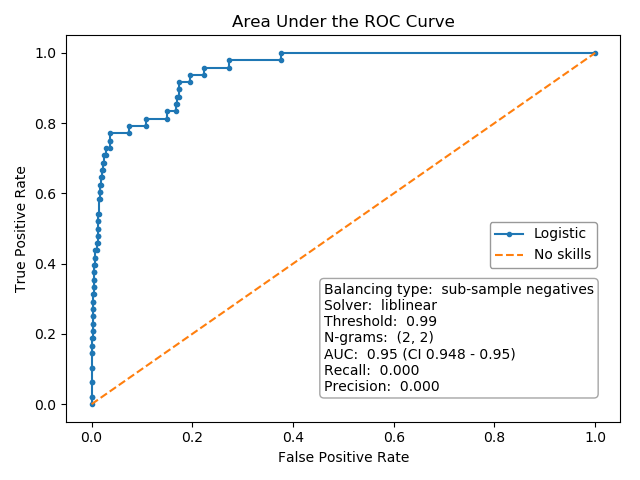 Area Under the ROC Curve
True Positive Rate
1.0
0.8
0.6
0.4
0.2
0.0
Logistic
No skills
Balancing type:  sub-sample negatives
Solver:  liblinear
Threshold:  0.99
N-grams:  (2, 2)
AUC:  0.95 (CI 0.948 - 0.95)
Recall:  0.000
Precision:  0.000
0.0 0.2 0.4 0.6 0.8 1.0
False Positive Rate